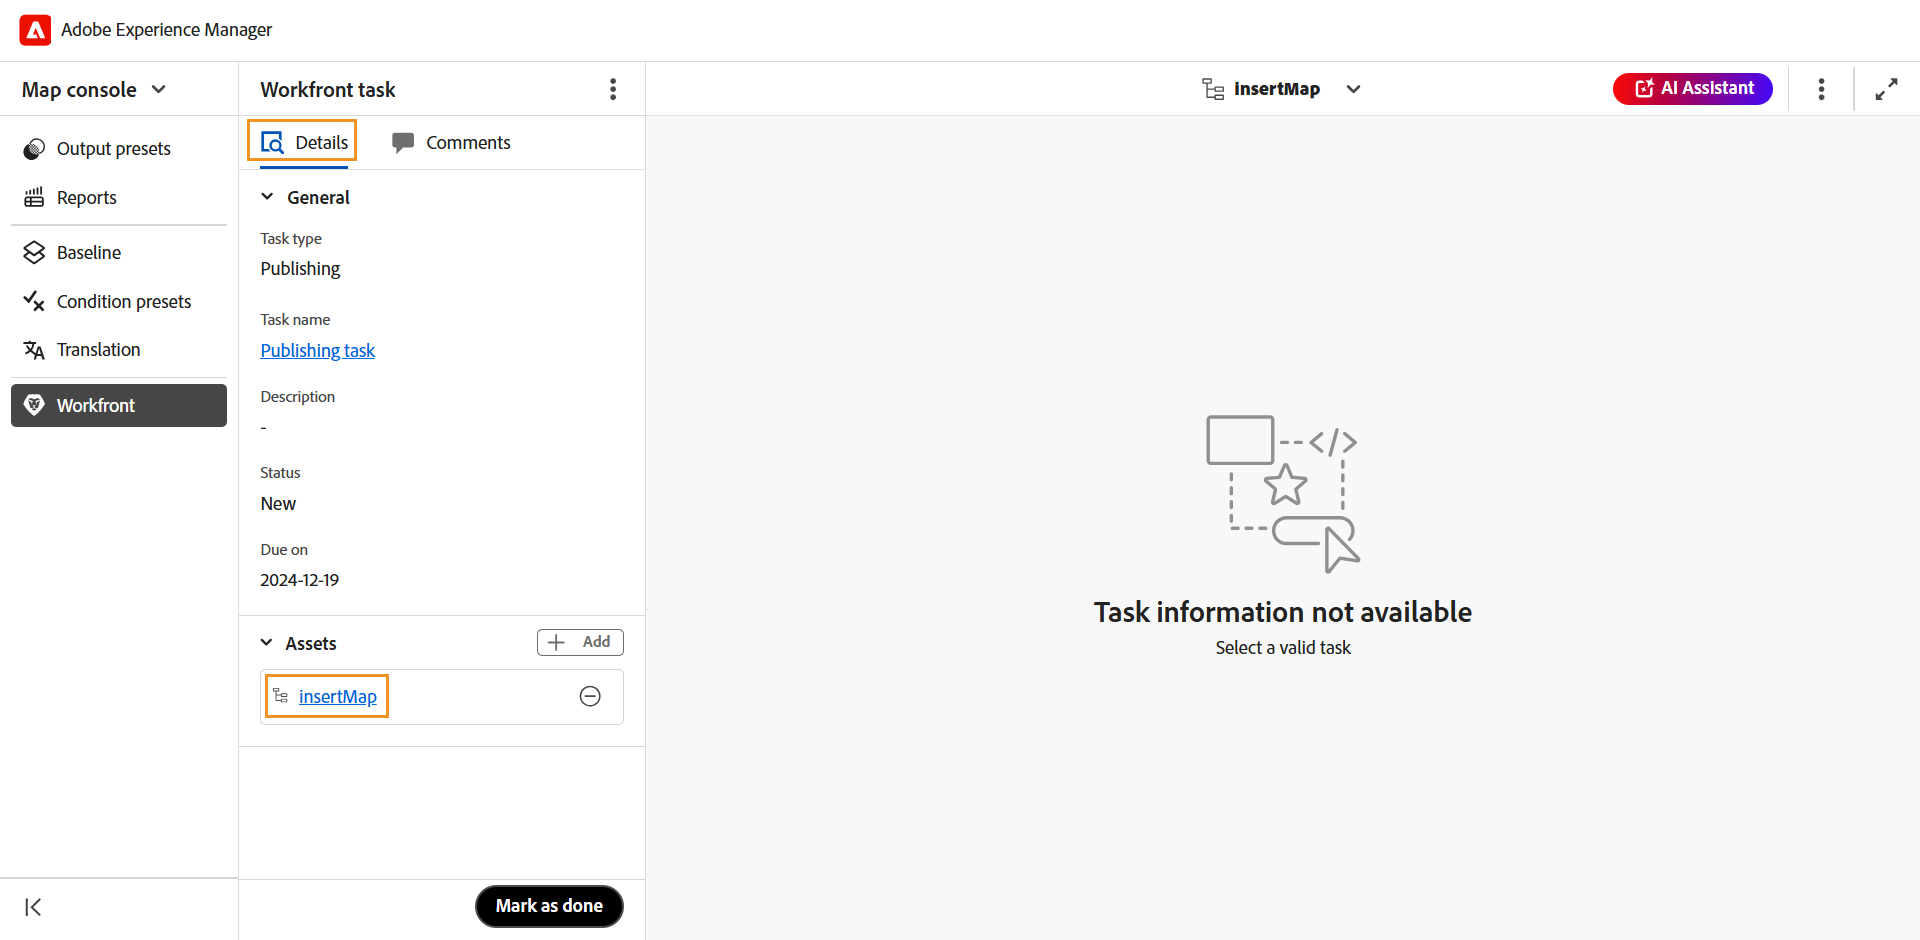 Adobe Experience Manager
Map console
Output presets
Reports
Baseline
Condition presets
Translation
Workfront
Workfront task
Details
Comments
General
Task type
Publishing
Task name
Publishing task
Description
-
Status
New
Due on
2024-12-19
Assets
Add
insertMap
Mark as done
insertMap
AI Assistant
Task information not available
Select a valid task